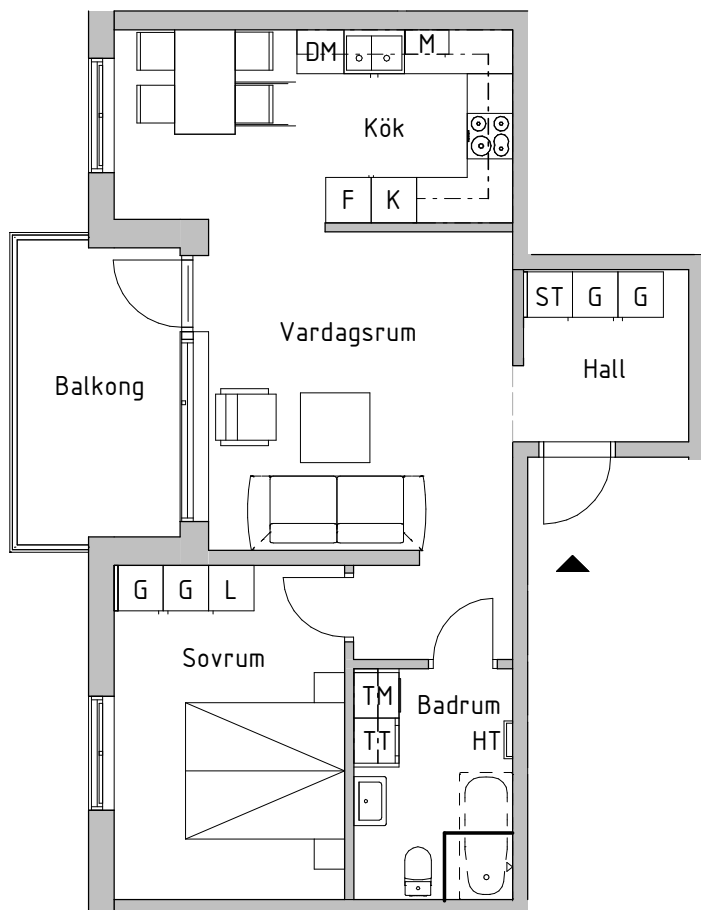 DM
M
Kök
F
K
ST
G
G
Vardagsrum
Hall
Balkong
G
G
L
Sovrum
TM
Badrum
TT
HT